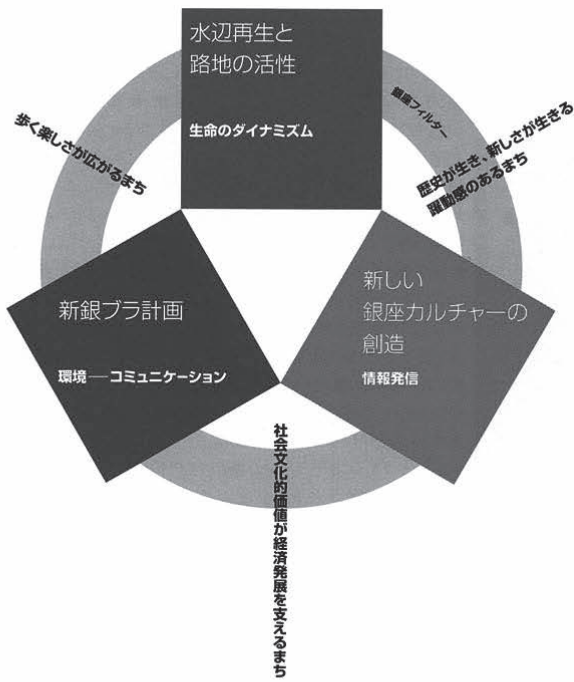 水辺再生と
路地の活性
生命のダイナミズム
銀座フィルター
歩く楽しさが広がるまち
歴史が生き、新しさが生きる
躍動感のあるまち
新銀ブラ計画
環境──コミュニケーション
新しい
銀座カルチャーの
創造
情報発信
社会文化的価値が経済発展を支えるまち